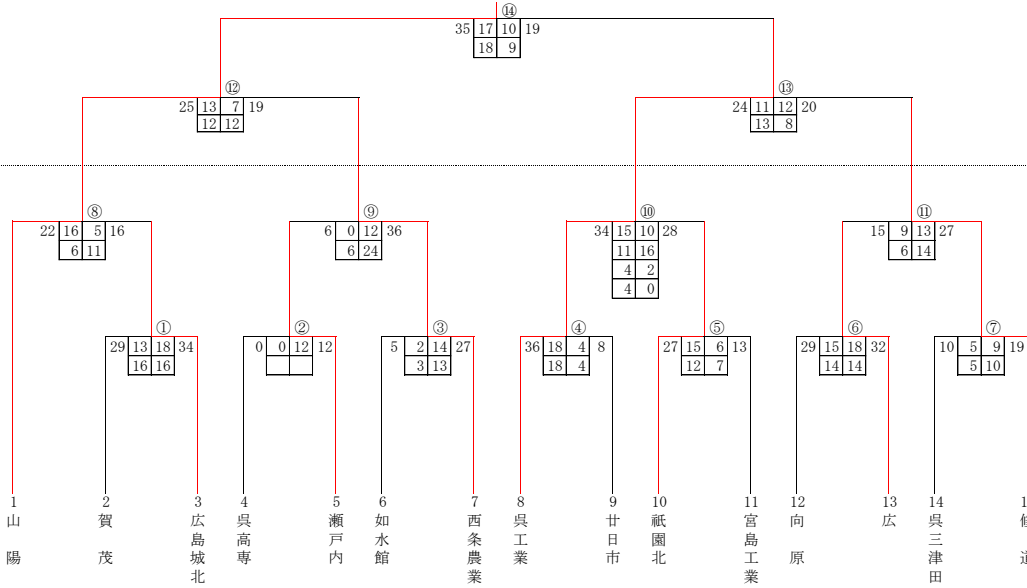 ⑭
35 17 10 19
18 9
⑫ ⑬
25 13 7 19 24 11 12 20
12 12 13 8
⑧ ⑨ ⑩ ⑪
22 16 5 16 6 0 12 36 34 15 10 28 15 9 13 27
6 11 6 24 11 16 6 14
4 2
4 0
① ② ③ ④ ⑤ ⑥ ⑦
29 13 18 34 0 0 12 12 5 2 14 27 36 18 4 8 27 15 6 13 29 15 18 32 10 5 9 19
16 16 3 13 18 4 12 7 14 14 5 10
1 2 3 4 5 6 7 8 9 10 11 12 13 14
山陽
賀茂
広島城北
呉高専
瀬戸内
如水館
西条農業
呉工業
廿日市
祇園北
宮島工業
向原
広
呉三津田